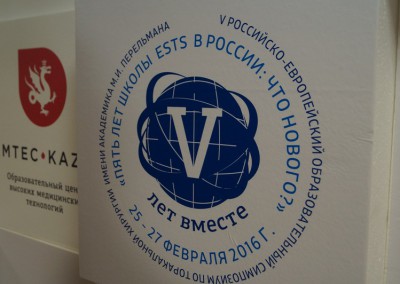 AMTEC•KAZ
Образовательный цен
высоких медицински
технологий
V РОССИЙСКО-ЕВРОПЕЙСКИЙ ОБРАЗОВАТЕЛЬНЫЙ СИМПОЗИУМ ПО ТОРАКАЛЬНОЙ ХИРУРГИИ ИМЕНИ АКАДЕМИКА М.И. ПЕРЕЛЬМАНА
«ПЯТЬ ЛЕТ ШКОЛЫ ESTS В РОССИИ: ЧТО НОВОГО?»
V
лет вместе
25 - 27 ФЕВРАЛЯ 2016 Г.